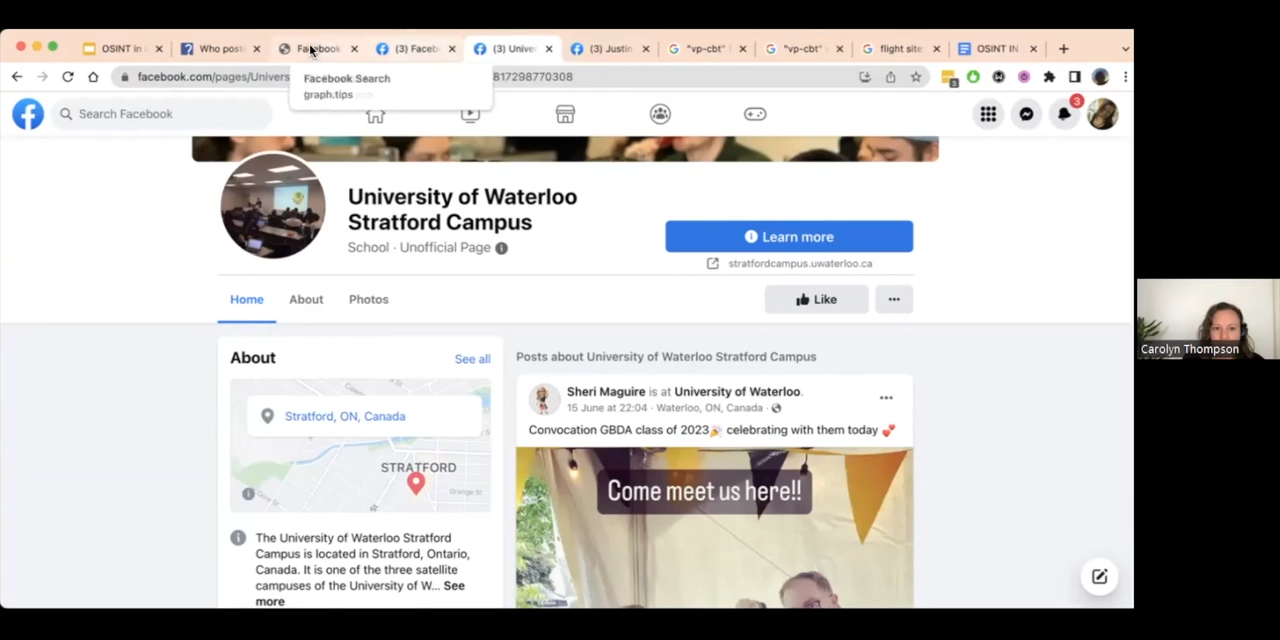 OSINT in
Who post
Facebook
(3) Faceb
(3) Univer
(3) Justin
"vp-cbt"
"vp-cbt"
flight site
OSINT IN
facebook.com/pages/Univers
817298770308
3
Facebook Search
graph.tips
Search Facebook
3
University of Waterloo
Stratford Campus
School · Unofficial Page
Learn more
stratfordcampus.uwaterloo.ca
Home
About
Photos
Like
About
See all
Stratford, ON, Canada
STRATFORD
Grange St
The University of Waterloo Stratford
Campus is located in Stratford, Ontario,
Canada. It is one of the three satellite
campuses of the University of W... See
more
Posts about University of Waterloo Stratford Campus
Sheri Maguire is at University of Waterloo.
15 June at 22:04 · Waterloo, ON, Canada ·
Convocation GBDA class of 2023🎉 celebrating with them today 💕
Come meet us here!!
Carolyn Thompson